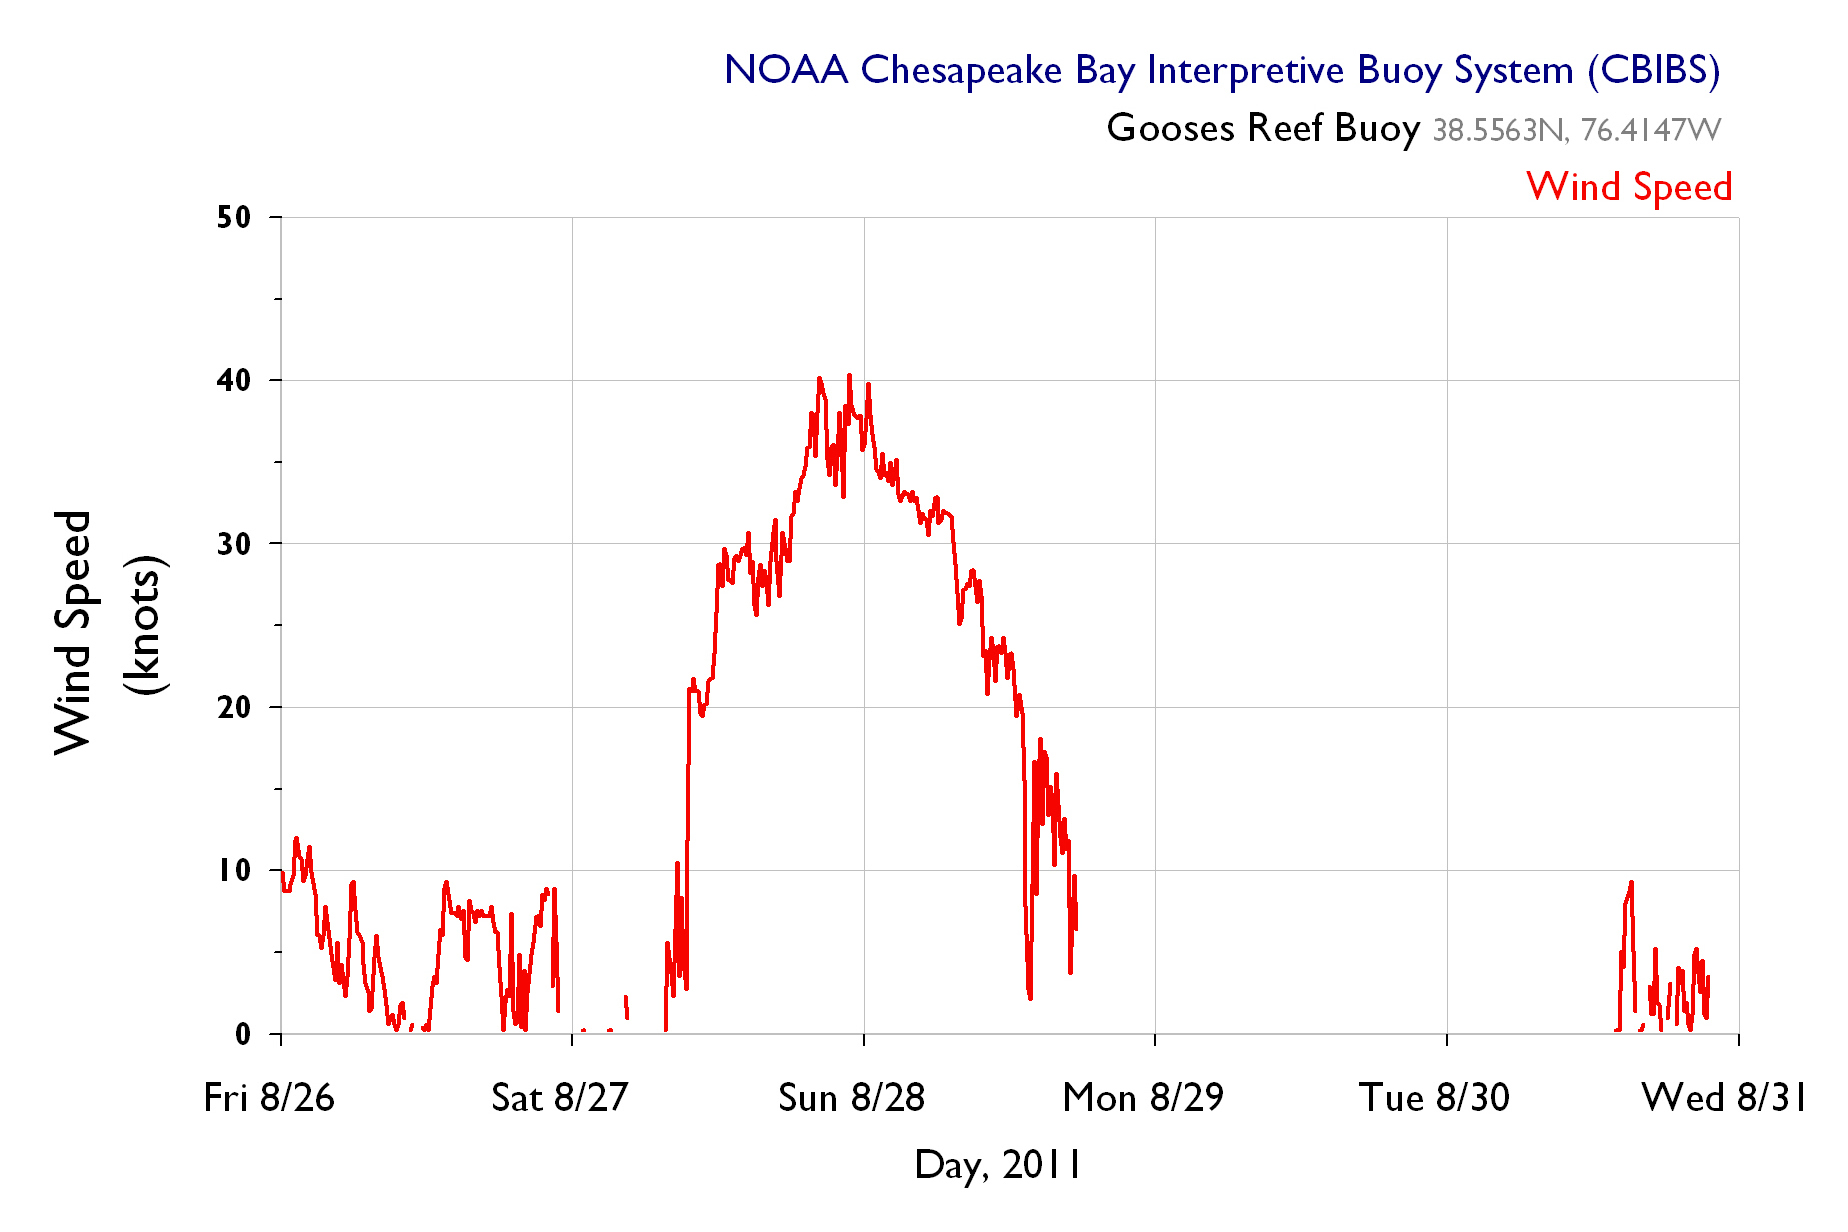 NOAA Chesapeake Bay Interpretive Buoy System (CBIBS)
Gooses Reef Buoy 38.5563N, 76.4147W
Wind Speed
50
40
30
20
10
0
Wind Speed
(knots)
Fri 8/26 Sat 8/27 Sun 8/28 Mon 8/29 Tue 8/30 Wed 8/31
Day, 2011